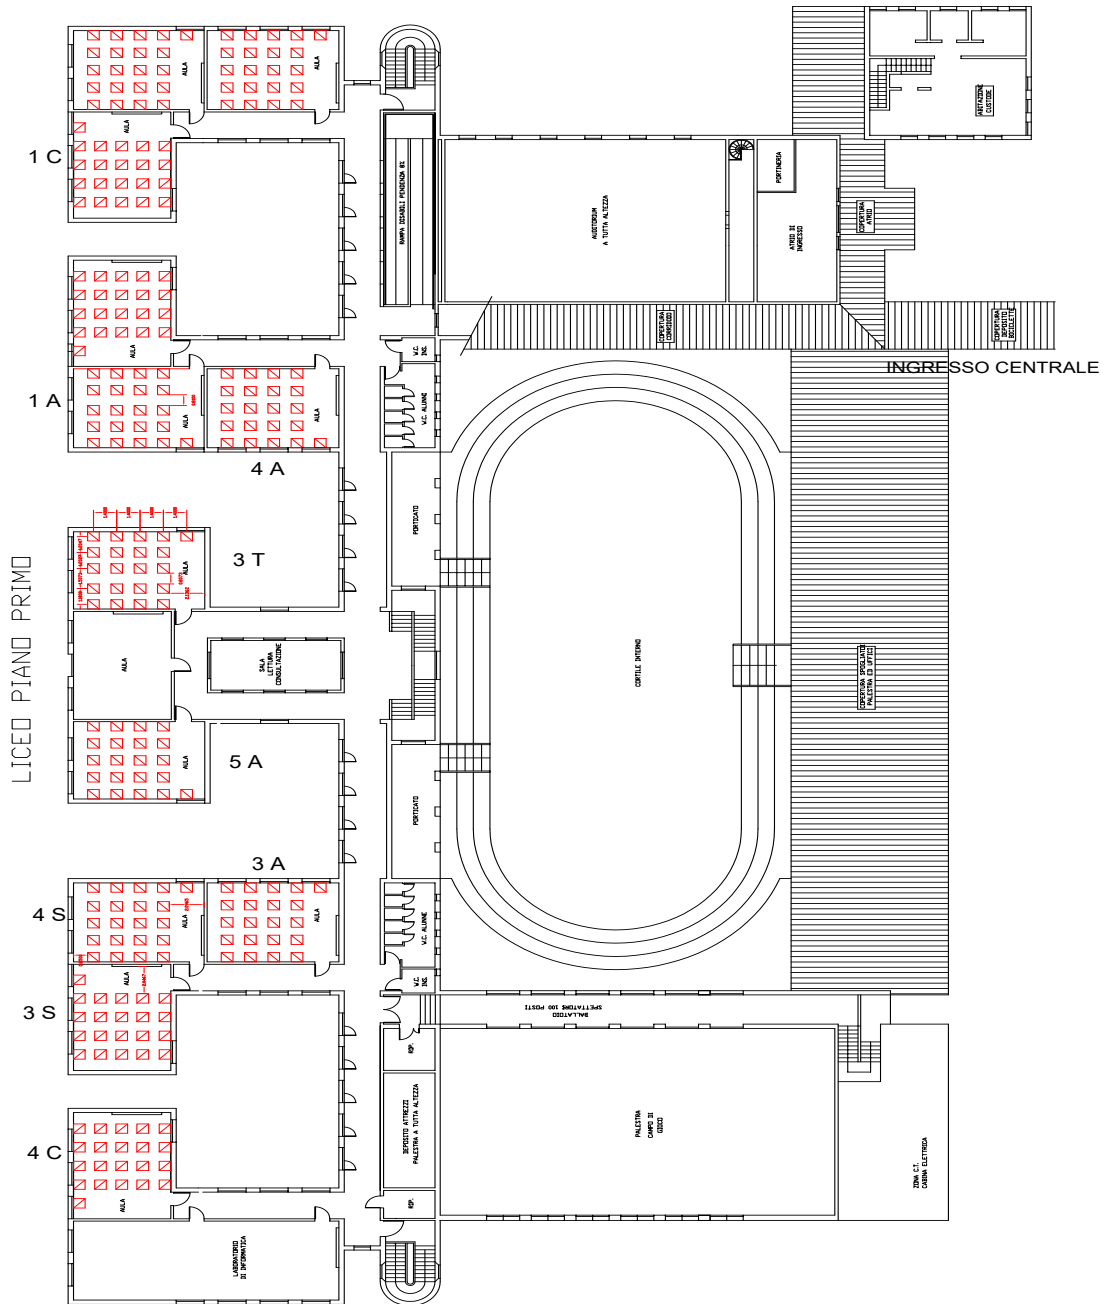 AULA
AULA
ABITAZIONE
CUSTODE
AULA
1 C
RAMPA DISABILI PENDENZA 8%
AUDITORIUM
A TUTTA ALTEZZA
PORTINERIA
ATRIO DI
INGRESSO
COPERTURA
ATRIO
COPERTURA
CORRIDOIO
COPERTURA
DEPOSITO
BICICLETTE
INGRESSO CENTRALE
AULA
W.C.
INS.
1 A
AULA
AULA
W.C. ALUNNE
4 A
PORTICATO
3 T
AULA
LICEO PIANO PRIMO
AULA
SALA
LETTURA
CONSULTAZIONE
CORTILE INTERNO
COPERTURA SPOGLIATOI
PALESTRA ED UFFICI
5 A
AULA
PORTICATO
3 A
4 S
AULA
AULA
W.C. ALUNNE
AULA
W.C.
INS.
3 S
BALLATOIO
SPETTATORI 100 POSTI
RIP.
DEPOSITO ATTREZZI
PALESTRA A TUTTA ALTEZZA
PALESTRA
CAMPO DI
GIOCO
4 C
AULA
RIP.
ZONA C.T.
CABINA ELETTRICA
LABORATORIO
DI INFORMATICA